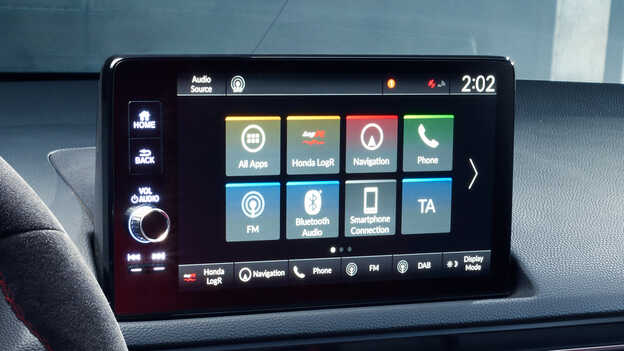 Audio
Source
2:02
HOME
BACK
VOL
AUDIO
All Apps
Honda LogR
Navigation
Phone
FM
Bluetooth
Audio
Smartphone
Connection
TA
Honda
LogR
Navigation
Phone
FM
DAB
Display
Mode